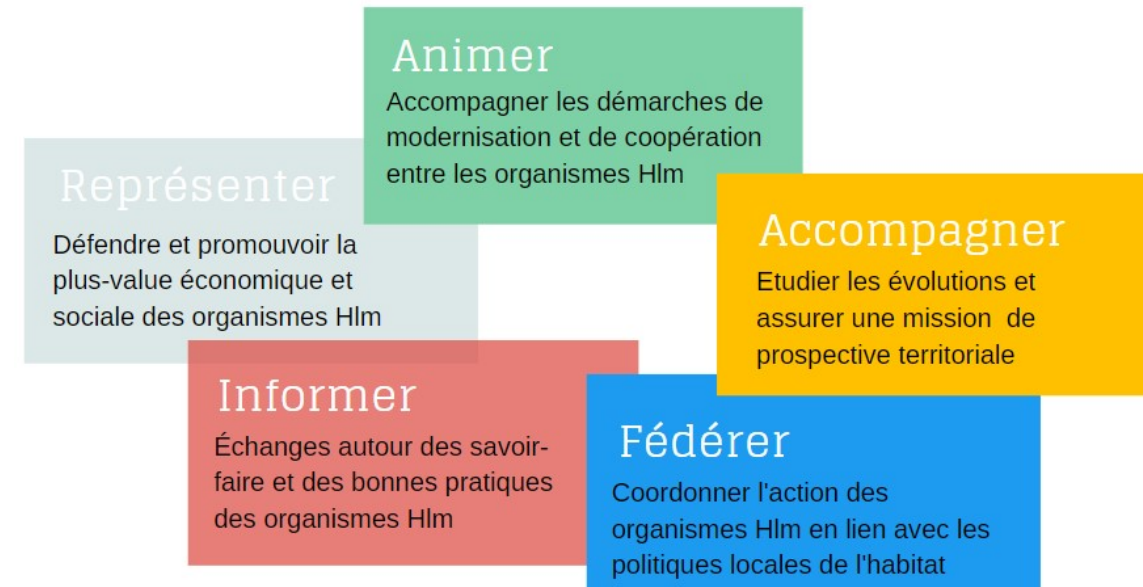 Animer
Accompagner les démarches de
modernisation et de coopération
entre les organismes Hlm
Représenter
Défendre et promouvoir la
plus-value économique et
sociale des organismes Hlm
Accompagner
Etudier les évolutions et
assurer une mission de
prospective territoriale
Informer
Échanges autour des savoir-
faire et des bonnes pratiques
des organismes Hlm
Fédérer
Coordonner l'action des
organismes Hlm en lien avec les
politiques locales de l'habitat